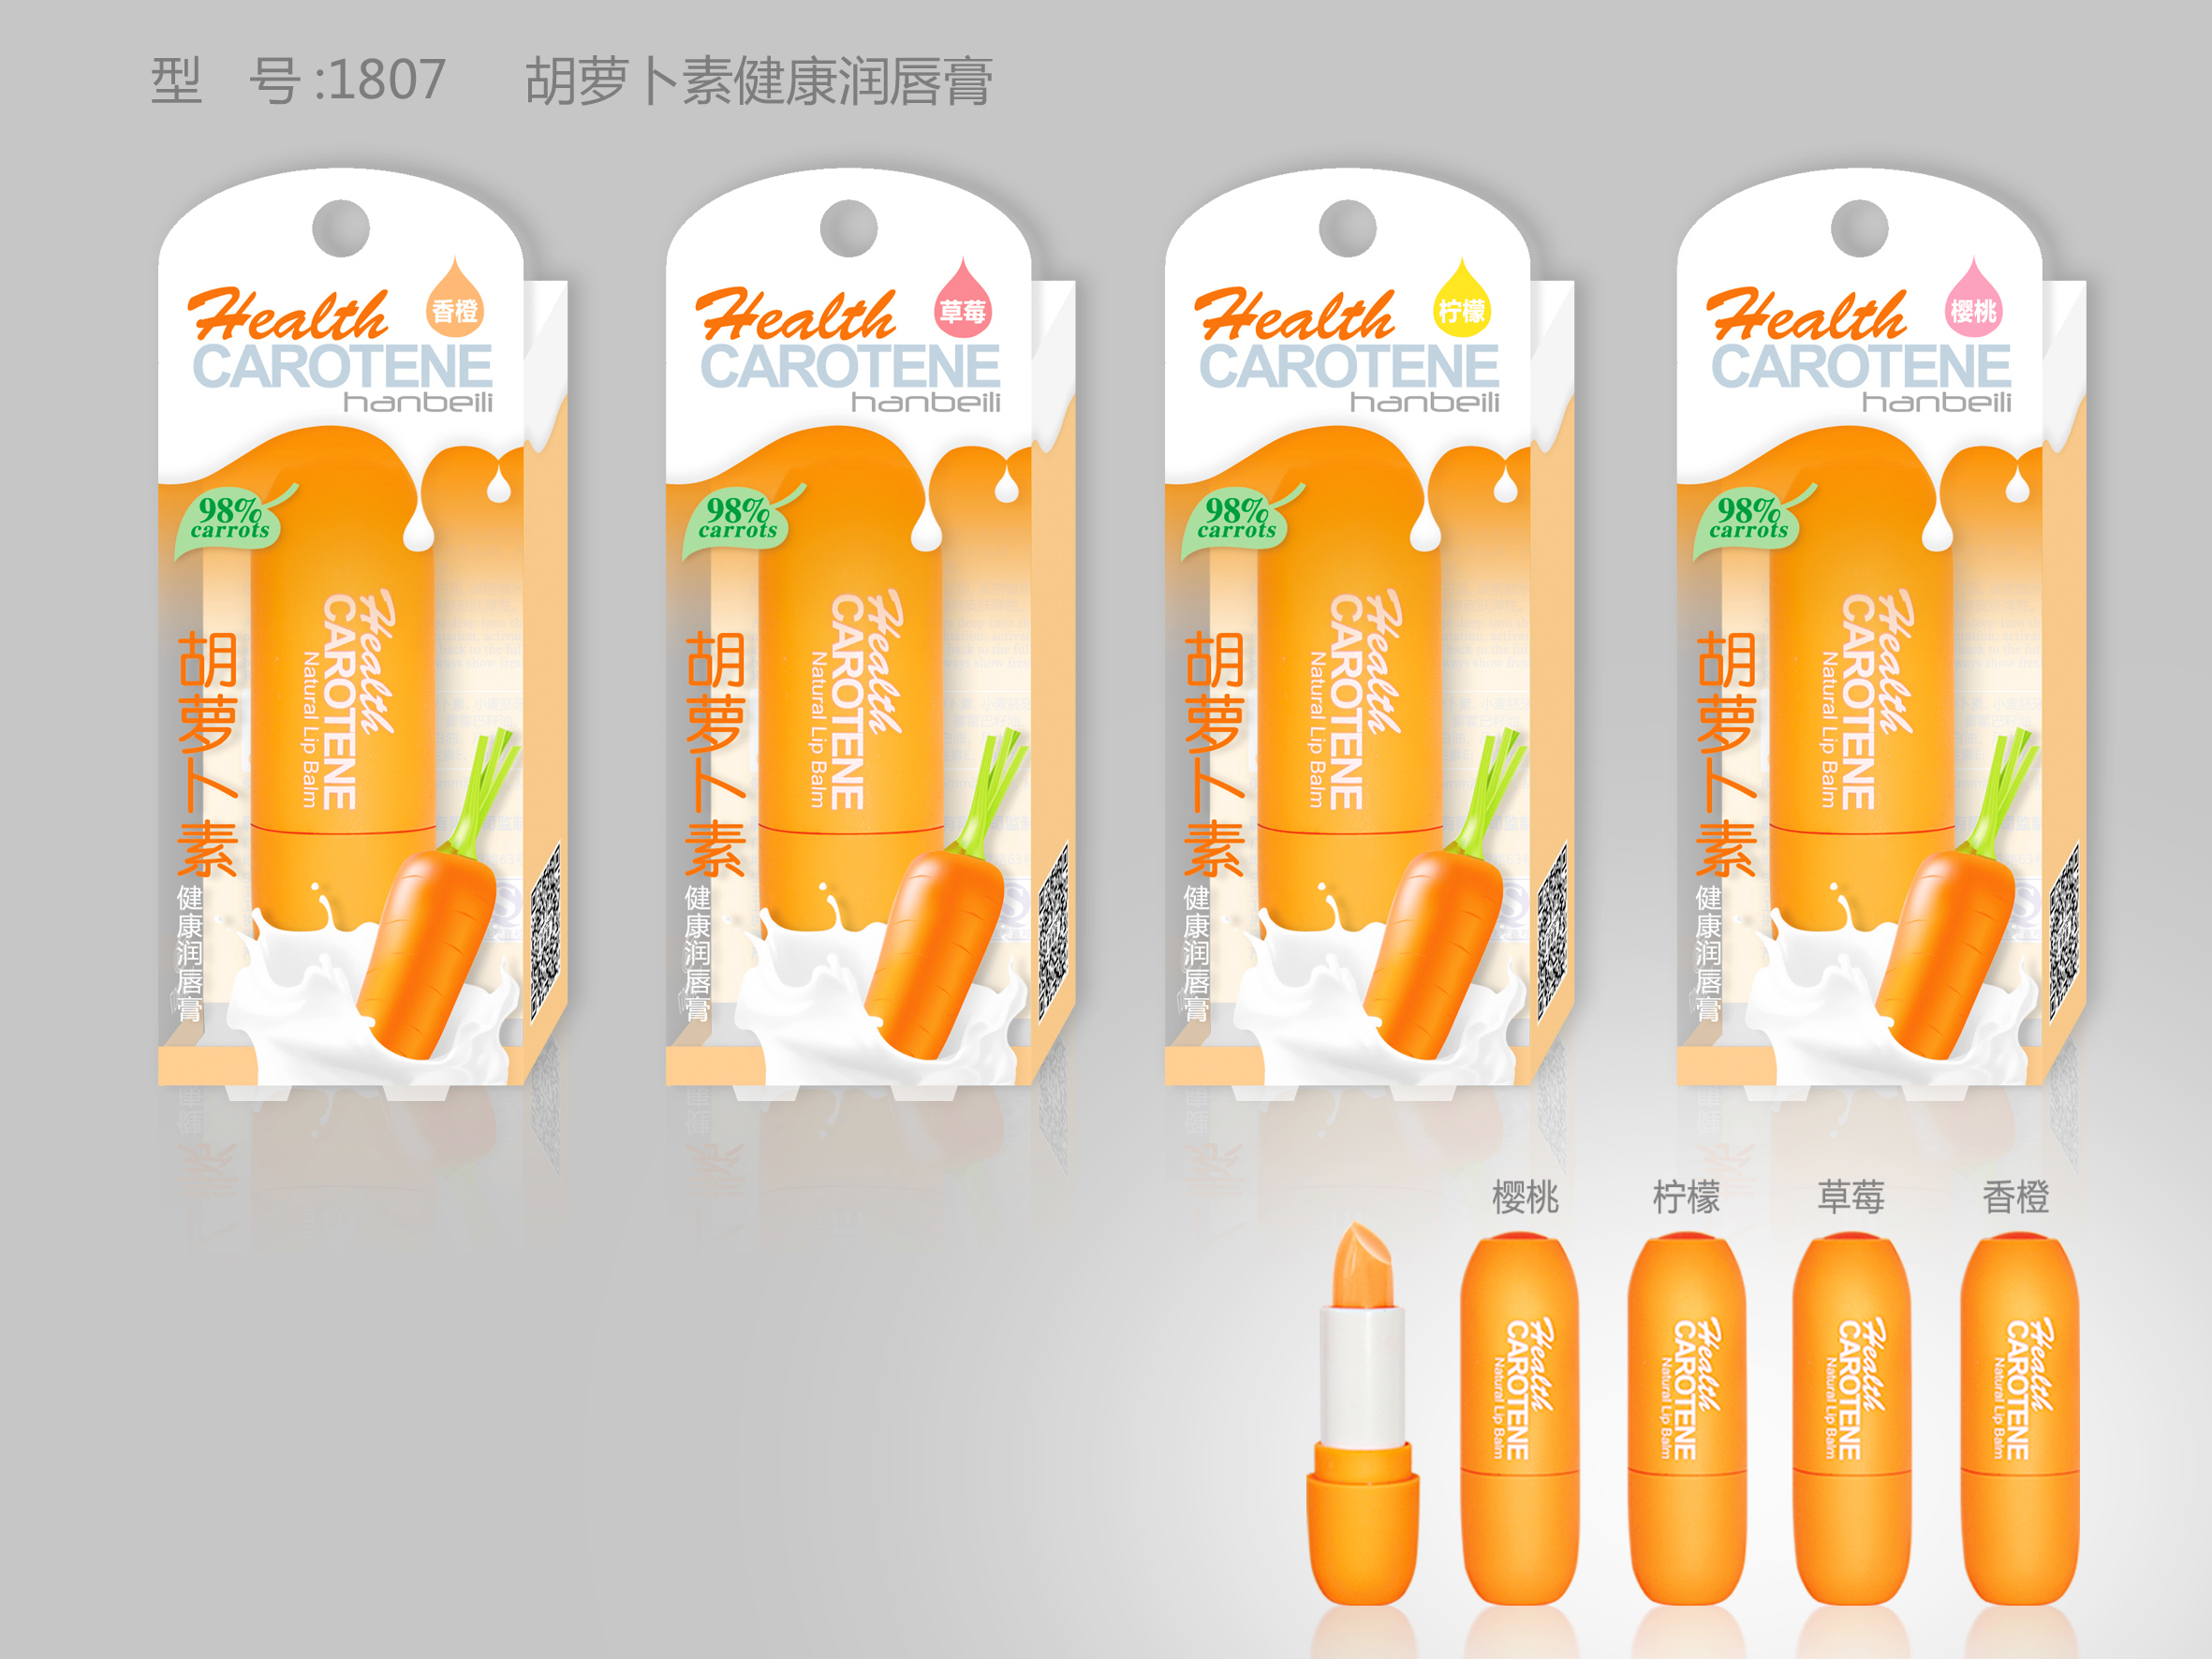 型 号:1807 胡萝卜素健康润唇膏
Health
香橙
CAROTENE
hanbeili
98%
carrots
Health
CAROTENE
Natural Lip Balm
胡萝卜素
健康润唇膏
Health
草莓
CAROTENE
hanbeili
98%
carrots
Health
CAROTENE
Natural Lip Balm
胡萝卜素
健康润唇膏
Health
柠檬
CAROTENE
hanbeili
98%
carrots
Health
CAROTENE
Natural Lip Balm
胡萝卜素
健康润唇膏
Health
樱桃
CAROTENE
hanbeili
98%
carrots
Health
CAROTENE
Natural Lip Balm
胡萝卜素
健康润唇膏
樱桃
柠檬
草莓
香橙
Health
CAROTENE
Natural Lip Balm
Health
CAROTENE
Natural Lip Balm
Health
CAROTENE
Natural Lip Balm
Health
CAROTENE
Natural Lip Balm